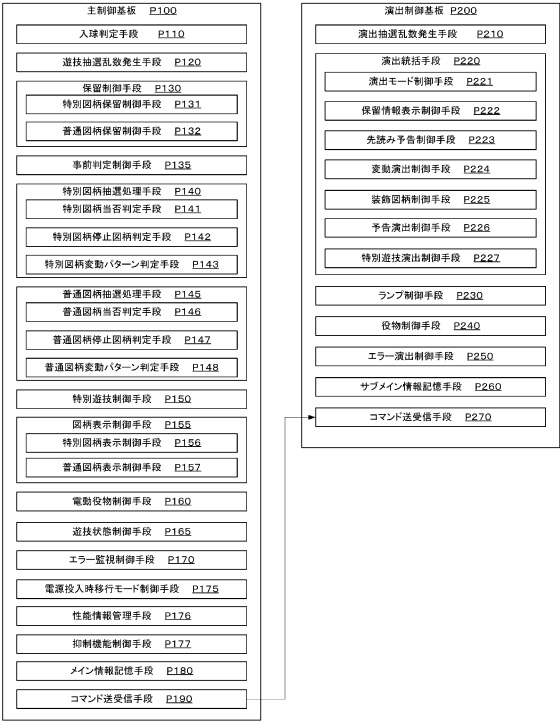 主制御基板 P100
入球判定手段 P110
遊技抽選乱数発生手段 P120
保留制御手段 P130
特別図柄保留制御手段 P131
普通図柄保留制御手段 P132
事前判定制御手段 P135
特別図柄抽選処理手段 P140
特別図柄当否判定手段 P141
特別図柄停止図柄判定手段 P142
特別図柄変動パターン判定手段 P143
普通図柄抽選処理手段 P145
普通図柄当否判定手段 P146
普通図柄停止図柄判定手段 P147
普通図柄変動パターン判定手段 P148
特別遊技制御手段 P150
図柄表示制御手段 P155
特別図柄表示制御手段 P156
普通図柄表示制御手段 P157
電動役物制御手段 P160
遊技状態制御手段 P165
エラー監視制御手段 P170
電源投入時移行モード制御手段 P175
性能情報管理手段 P176
抑制機能制御手段 P177
メイン情報記憶手段 P180
コマンド送受信手段 P190
演出制御基板 P200
演出抽選乱数発生手段 P210
演出統括手段 P220
演出モード制御手段 P221
保留情報表示制御手段 P222
先読み予告制御手段 P223
変動演出制御手段 P224
装飾図柄制御手段 P225
予告演出制御手段 P226
特別遊技演出制御手段 P227
ランプ制御手段 P230
役物制御手段 P240
エラー演出制御手段 P250
サブメイン情報記憶手段 P260
コマンド送受信手段 P270